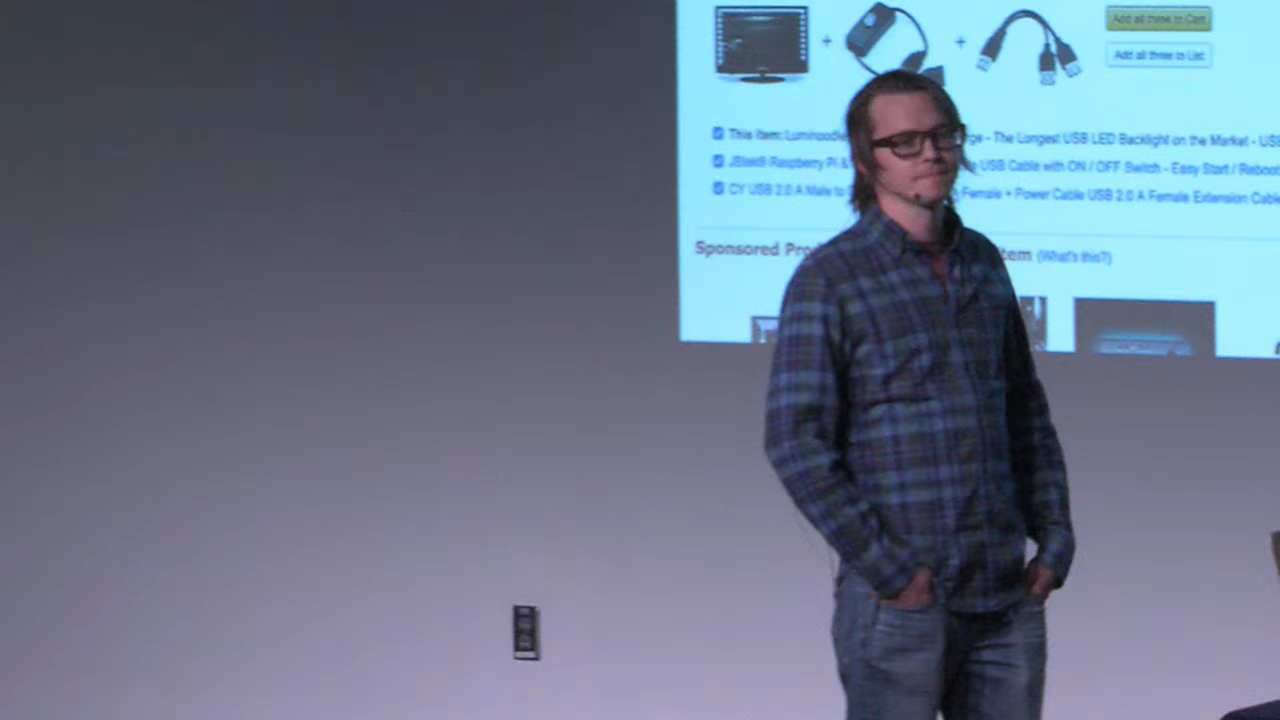 Add all three to Cart
Add all three to List
This item: Luminoodle rge - The Longest USB LED Backlight on the Market - US
JBtek® Raspberry Pi & USB Cable with ON / OFF Switch - Easy Start / Reboot
CY USB 2.0 A Male to Female + Power Cable USB 2.0 A Female Extension Cable
Sponsored Pro tem (What's this?)